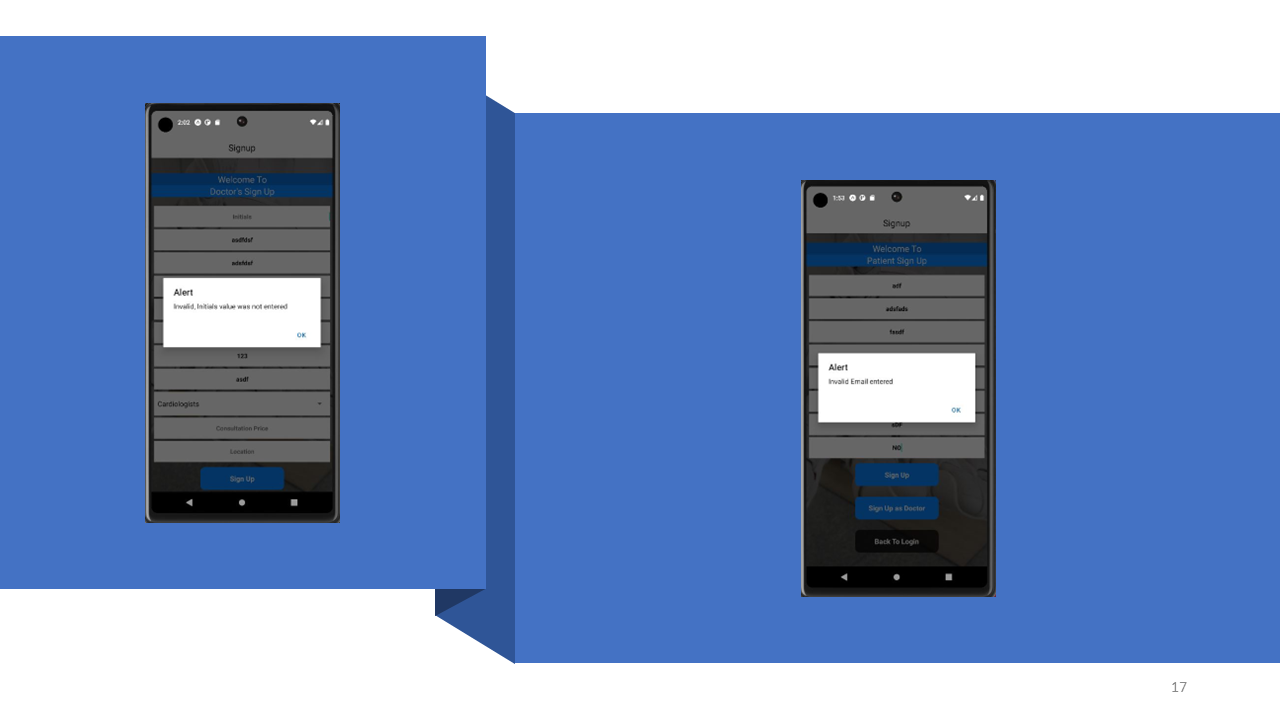 2:02
Signup
Welcome To
Doctor's Sign Up
Initials
asdfdsf
adsfdsf
Alert
Invalid, Initials value was not entered
OK
123
asdf
Cardiologists
Consultation Price
Location
Sign Up
1:53
Signup
Welcome To
Patient Sign Up
adf
adsfads
fasdf
Alert
Invalid Email entered
OK
NO
Sign Up
Sign Up as Doctor
Back To Login
17